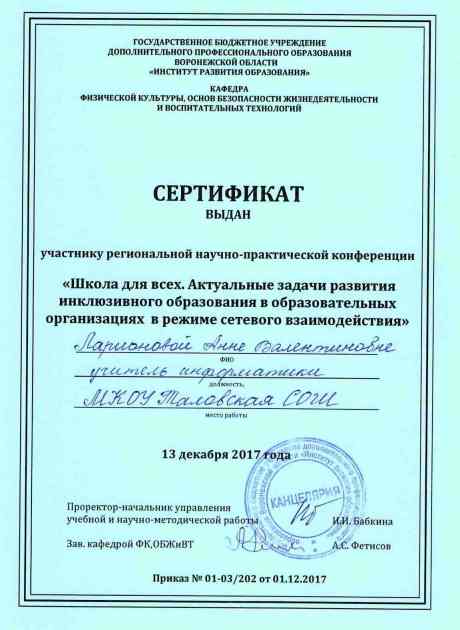 ГОСУДАРСТВЕННОЕ БЮДЖЕТНОЕ УЧРЕЖДЕНИЕ
ДОПОЛНИТЕЛЬНОГО ПРОФЕССИОНАЛЬНОГО ОБРАЗОВАНИЯ
ВОРОНЕЖСКОЙ ОБЛАСТИ
«ИНСТИТУТ РАЗВИТИЯ ОБРАЗОВАНИЯ»
КАФЕДРА
ФИЗИЧЕСКОЙ КУЛЬТУРЫ, ОСНОВ БЕЗОПАСНОСТИ ЖИЗНЕДЕЯТЕЛЬНОСТИ
И ВОСПИТАТЕЛЬНЫХ ТЕХНОЛОГИЙ
СЕРТИФИКАТ
ВЫДАН
участнику региональной научно-практической конференции
«Школа для всех. Актуальные задачи развития
инклюзивного образования в образовательных
организациях в режиме сетевого взаимодействия»
Ларионовой Анне Валентиновне
ФИО
учитель информатики
должность,
МКОУ Таловская СОШ
место работы
13 декабря 2017 года
КАНЦЕЛЯРИЯ
Проректор-начальник управления
учебной и научно-методической работы И.И. Бабкина
Зав. кафедрой ФК,ОБЖиВТ А.С. Фетисов
Приказ № 01-03/202 от 01.12.2017